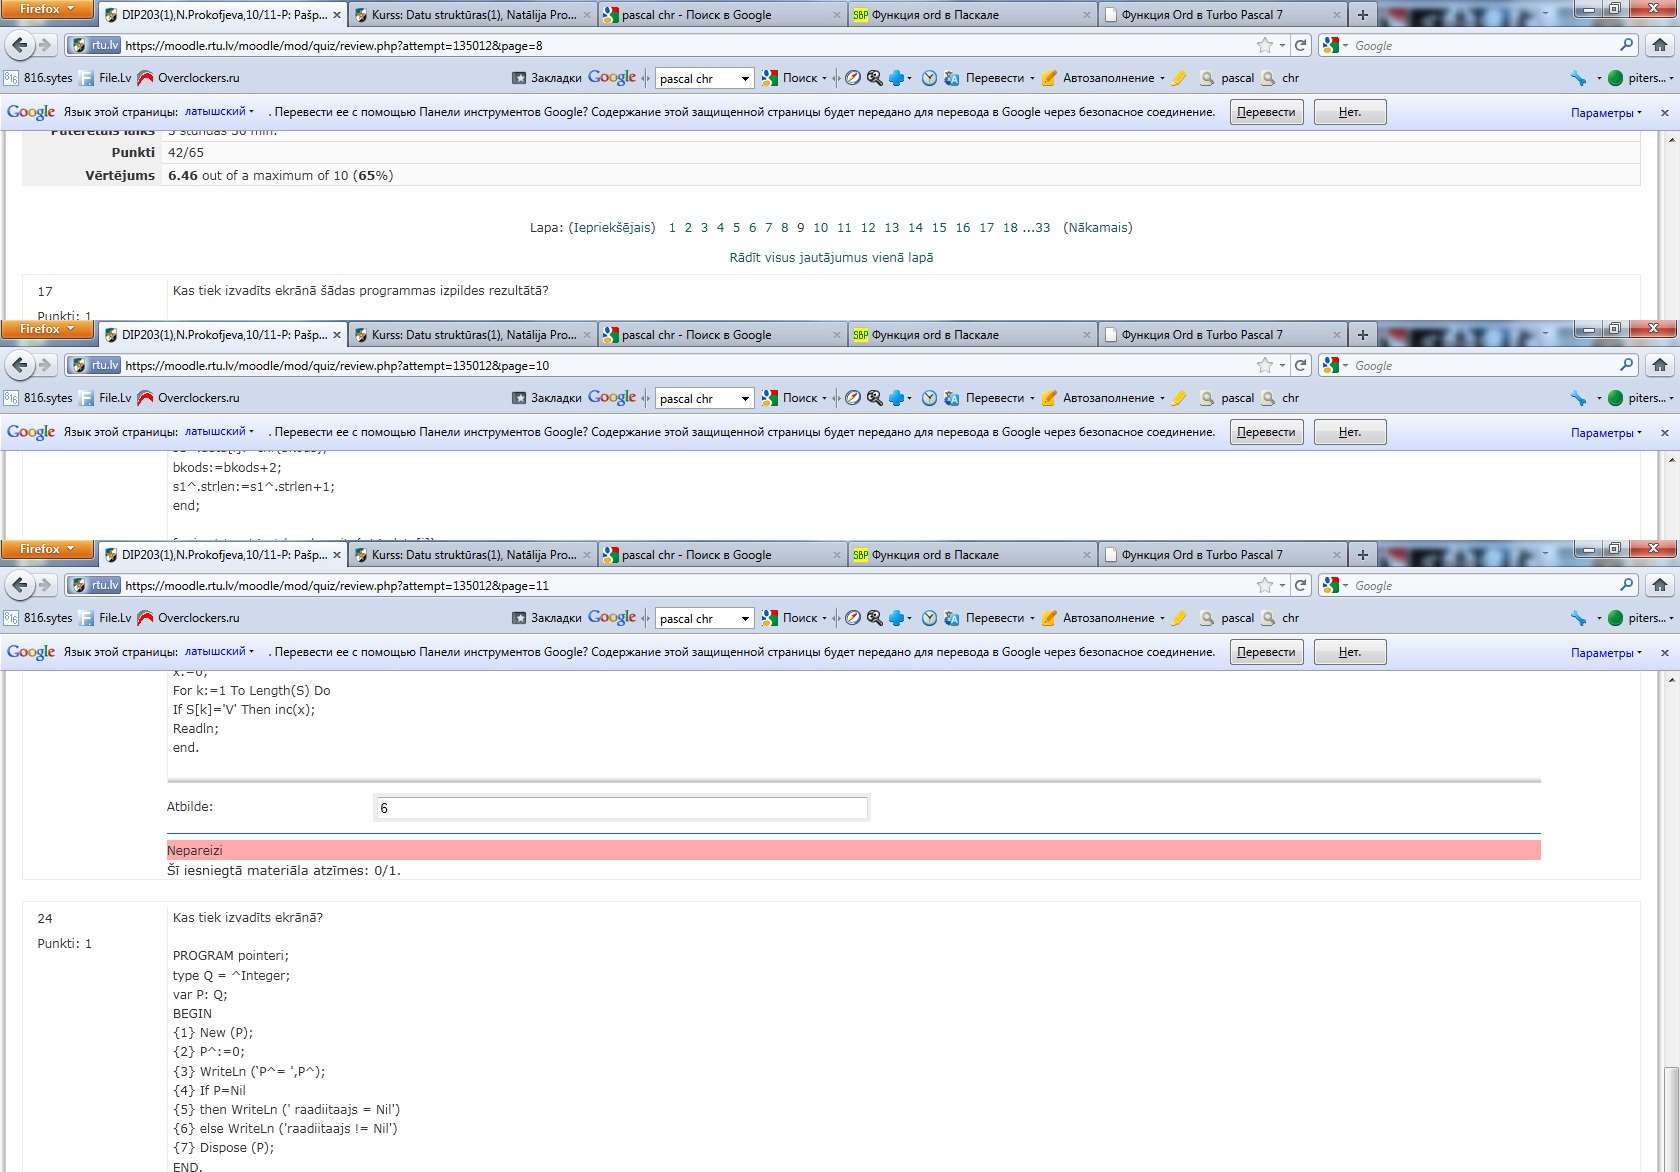 Firefox
DIP203(1),N.Prokofjeva,10/11-P: Pašp...
Kurss: Datu struktūras(1), Natālija Pro...
pascal chr - Поиск в Google
SBP Функция ord в Паскале
Функция Ord в Turbo Pascal 7
rtu.lv https://moodle.rtu.lv/moodle/mod/quiz/review.php?attempt=135012&page=8
Google
816.sytes File.Lv Overclockers.ru Закладки Google pascal chr Поиск Перевести Автозаполнение pascal chr piters...
Google Язык этой страницы: латышский . Перевести ее с помощью Панели инструментов Google? Содержание этой защищенной страницы будет передано для перевода в Google через безопасное соединение. Перевести Нет. Параметры
Patērētais laiks 3 stundas 30 min.
Punkti 42/65
Vērtējums 6.46 out of a maximum of 10 (65%)
Lapa: (Iepriekšējais) 1 2 3 4 5 6 7 8 9 10 11 12 13 14 15 16 17 18 ...33 (Nākamais)
Rādīt visus jautājumus vienā lapā
17 Kas tiek izvadīts ekrānā šādas programmas izpildes rezultātā?
Punkti: 1
Firefox
DIP203(1),N.Prokofjeva,10/11-P: Pašp...
Kurss: Datu struktūras(1), Natālija Pro...
pascal chr - Поиск в Google
SBP Функция ord в Паскале
Функция Ord в Turbo Pascal 7
rtu.lv https://moodle.rtu.lv/moodle/mod/quiz/review.php?attempt=135012&page=10
Google
816.sytes File.Lv Overclockers.ru Закладки Google pascal chr Поиск Перевести Автозаполнение pascal chr piters...
Google Язык этой страницы: латышский . Перевести ее с помощью Панели инструментов Google? Содержание этой защищенной страницы будет передано для перевода в Google через безопасное соединение. Перевести Нет. Параметры
bkods:=bkods+2;
s1^.strlen:=s1^.strlen+1;
end;
Firefox
DIP203(1),N.Prokofjeva,10/11-P: Pašp...
Kurss: Datu struktūras(1), Natālija Pro...
pascal chr - Поиск в Google
SBP Функция ord в Паскале
Функция Ord в Turbo Pascal 7
rtu.lv https://moodle.rtu.lv/moodle/mod/quiz/review.php?attempt=135012&page=11
Google
816.sytes File.Lv Overclockers.ru Закладки Google pascal chr Поиск Перевести Автозаполнение pascal chr piters...
Google Язык этой страницы: латышский . Перевести ее с помощью Панели инструментов Google? Содержание этой защищенной страницы будет передано для перевода в Google через безопасное соединение. Перевести Нет. Параметры
x:=0;
For k:=1 To Length(S) Do
If S[k]='V' Then inc(x);
Readln;
end.
Atbilde: 6
Nepareizi
Šī iesniegtā materiāla atzīmes: 0/1.
24 Kas tiek izvadīts ekrānā?
Punkti: 1
PROGRAM pointeri;
type Q = ^Integer;
var P: Q;
BEGIN
{1} New (P);
{2} P^:=0;
{3} WriteLn (`P^= ',P^);
{4} If P=Nil
{5} then WriteLn (' raadiitaajs = Nil')
{6} else WriteLn ('raadiitaajs != Nil')
{7} Dispose (P);
END.